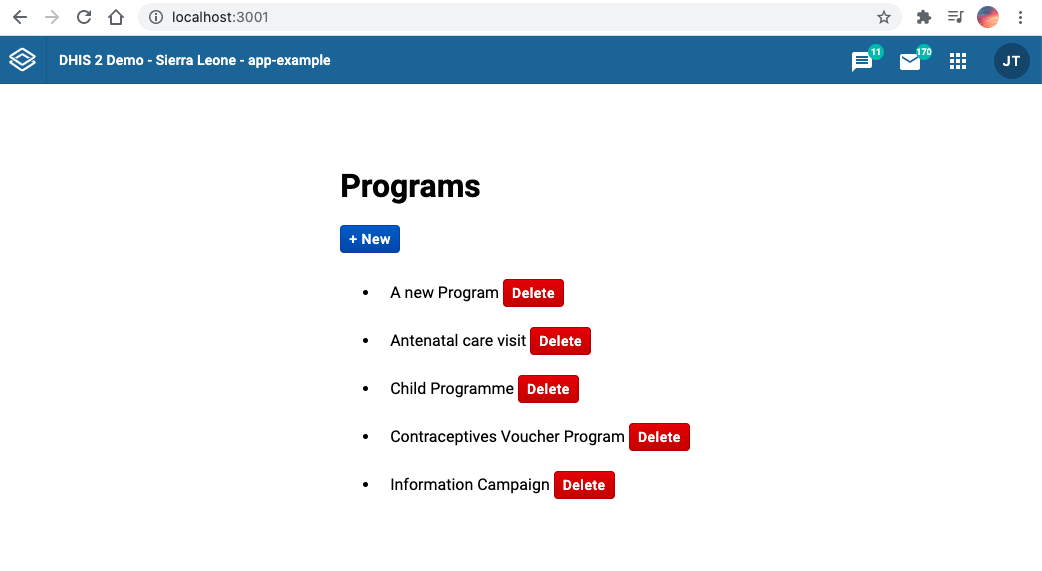 localhost:3001
DHIS 2 Demo - Sierra Leone - app-example
11
170
JT
Programs
+ New
A new Program Delete
Antenatal care visit Delete
Child Programme Delete
Contraceptives Voucher Program Delete
Information Campaign Delete